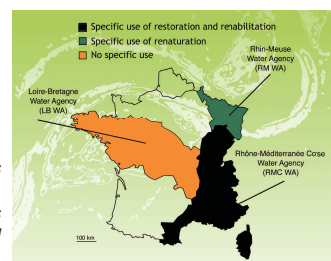 Specific use of restoration and renabilitation
Specific use of renaturation
No specific use
Rhin-Meuse
Water Agency
(RM WA)
Loire-Bretagne
Water Agency
(LB WA)
Rhône-Méditerranée Corse
Water Agency
(RMC WA)
100 km